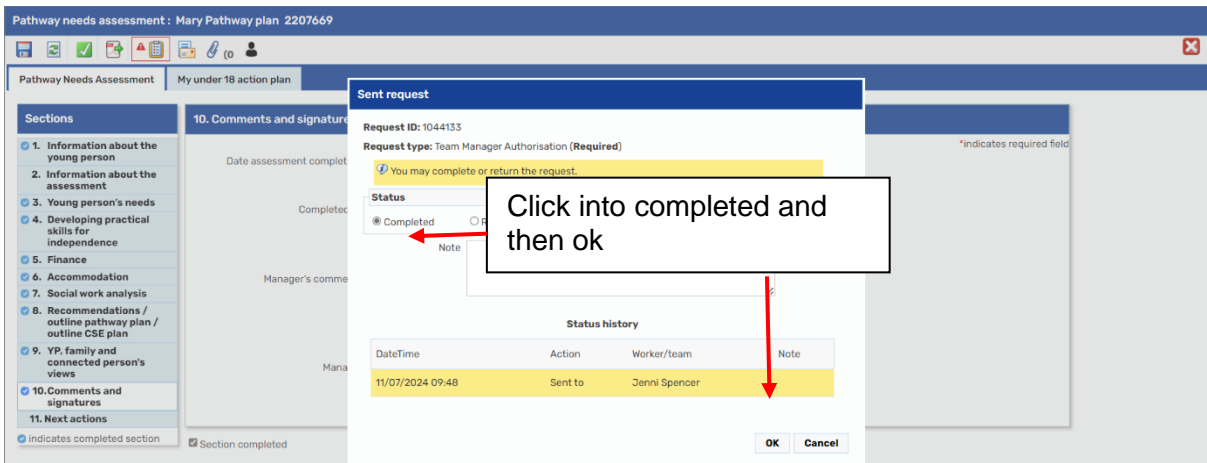 Pathway needs assessment : Mary Pathway plan 2207669
(0
Pathway Needs Assessment
My under 18 action plan
Sections
1. Information about the
young person
2. Information about the
assessment
3. Young person's needs
4. Developing practical
skills for
independence
5. Finance
6. Accommodation
7. Social work analysis
8. Recommendations /
outline pathway plan /
outline CSE plan
9. YP, family and
connected person's
views
10.Comments and
signatures
11. Next actions
indicates completed section
10. Comments and signature
*indicates required field
Date assessment complet
Completed
Manager's comme
Mana
Section completed
Sent request
Request ID: 1044133
Request type: Team Manager Authorisation (Required)
You may complete or return the request.
Status
Completed
Note
Click into completed and
then ok
Status history
DateTime Action Worker/team Note
11/07/2024 09:48 Sent to Jenni Spencer
OK Cancel